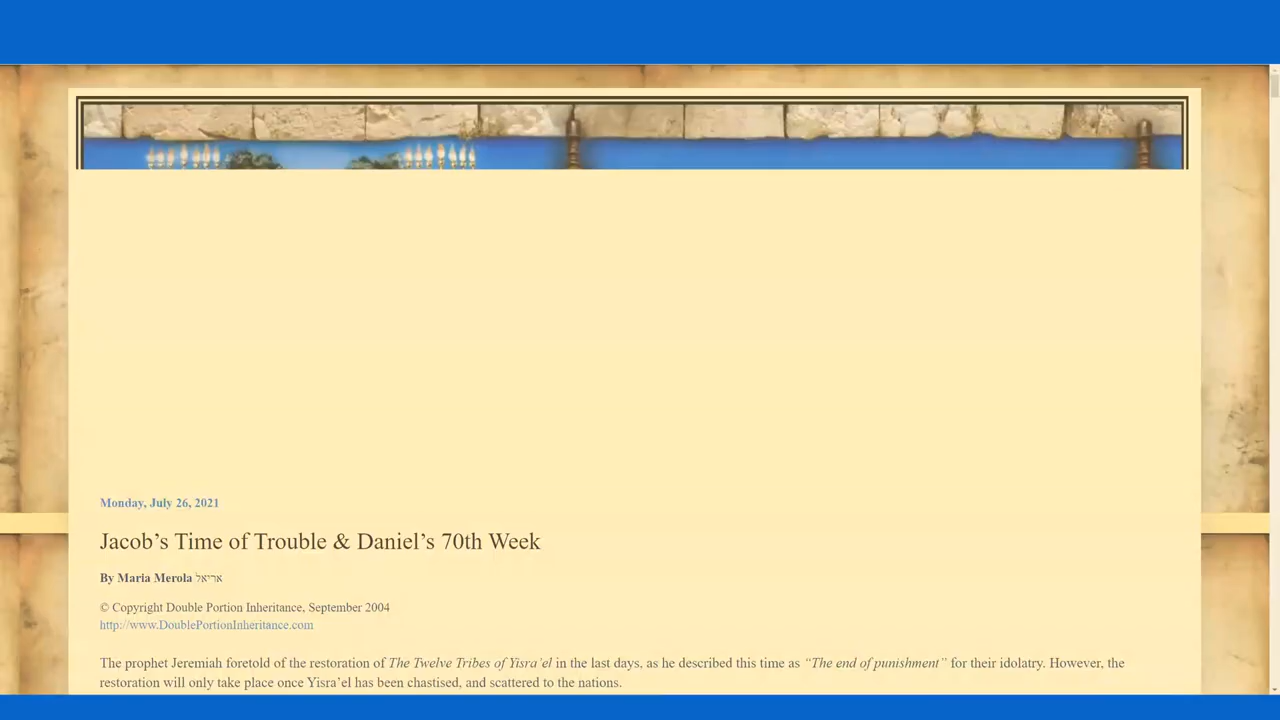 Monday, July 26, 2021
Jacob’s Time of Trouble & Daniel’s 70th Week
By Maria Merola אריאל
© Copyright Double Portion Inheritance, September 2004
http://www.DoublePortionInheritance.com
The prophet Jeremiah foretold of the restoration of The Twelve Tribes of Yisra’el in the last days, as he described this time as “The end of punishment” for their idolatry. However, the
restoration will only take place once Yisra’el has been chastised, and scattered to the nations.